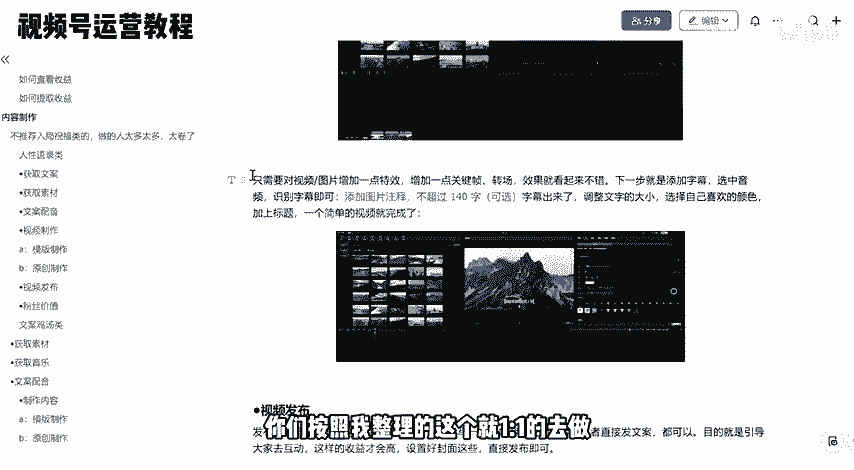 视频号运营教程
分享
编辑
如何查看收益
如何提取收益
内容制作
不推荐入局祝福类的，做的人太多太多，太卷了
人性语录类
•获取文案
•获取素材
•文案配音
•视频制作
a：模版制作
b：原创制作
•视频发布
•粉丝价值
文案鸡汤类
•获取素材
•获取音乐
•文案配音
•制作内容
a：模版制作
b：原创制作
只需要对视频/图片增加一点特效，增加一点关键帧、转场，效果就看起来不错。下一步就是添加字幕，选中音
频，识别字幕即可：添加图片注释，不超过 140 字（可选）字幕出来了，调整文字的大小，选择自己喜欢的颜色，
加上标题，一个简单的视频就完成了：
•视频发布
你们按照我整理的这个就1:1的去做
发
者直接发文案，都可以。目的就是引导
大家去互动，这样的收益才会高，设置好封面这些，直接发布即可。